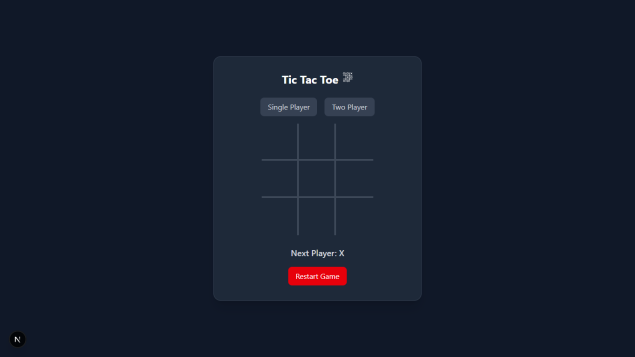 Tic Tac Toe
Single Player Two Player
Next Player: X
Restart Game
N